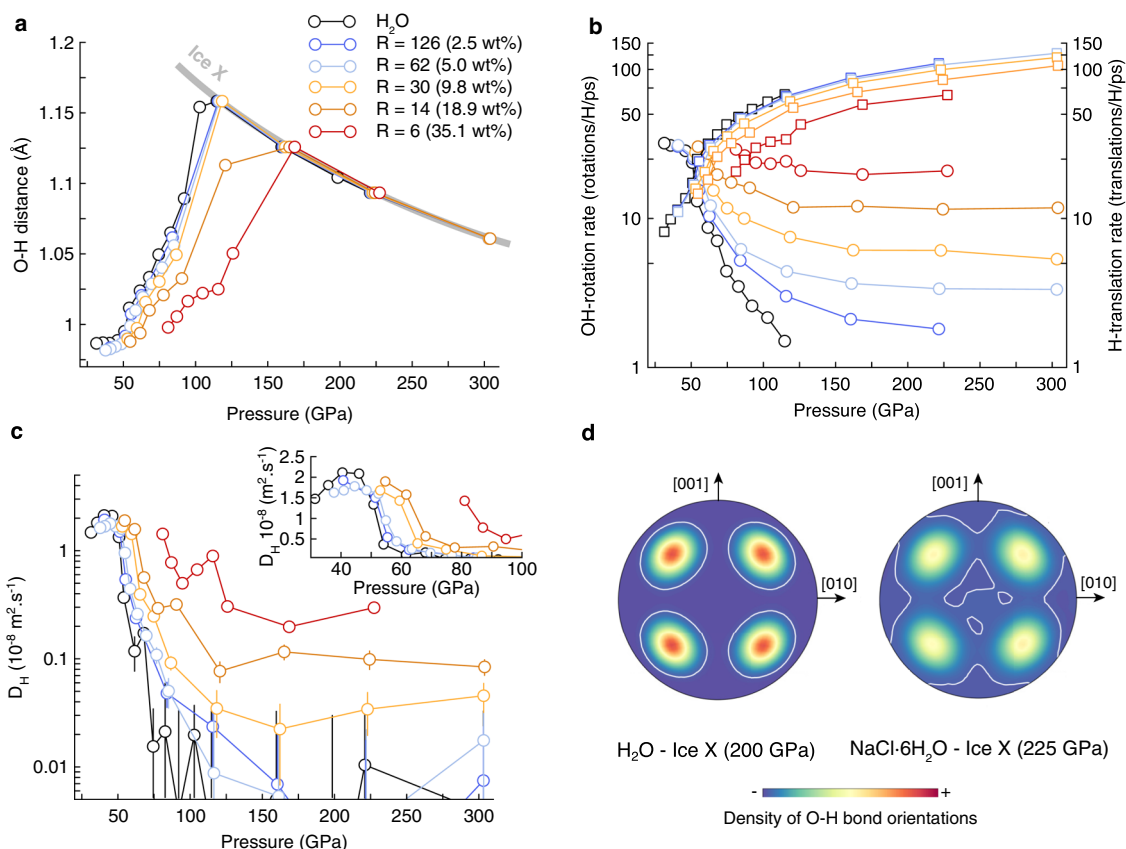 a
1.2
1.15
1.1
1.05
1
O-H distance (Å)
Ice X
50
100
150
200
250
300
Pressure (GPa)
H2O
R = 126 (2.5 wt%)
R = 62 (5.0 wt%)
R = 30 (9.8 wt%)
R = 14 (18.9 wt%)
R = 6 (35.1 wt%)
b
150
100
50
10
1
OH-rotation rate (rotations/H/ps)
150
100
50
10
1
H-translation rate (translations/H/ps)
50
100
150
200
250
300
Pressure (GPa)
c
1
0.1
0.01
DH (10-8 m2.s-1)
50
100
150
200
250
300
Pressure (GPa)
2.5
2
1.5
1
0.5
DH 10-8 (m2.s-1)
40
60
80
100
Pressure (GPa)
d
[001]
[010]
[001]
[010]
H2O - Ice X (200 GPa)
NaCl·6H2O - Ice X (225 GPa)
- +
Density of O-H bond orientations